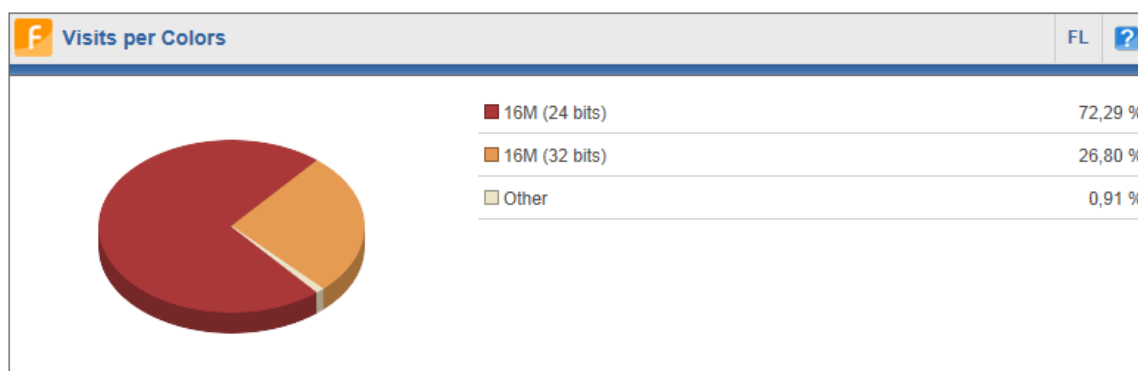 F Visits per Colors FL ?
16M (24 bits) 72,29 %
16M (32 bits) 26,80 %
Other 0,91 %